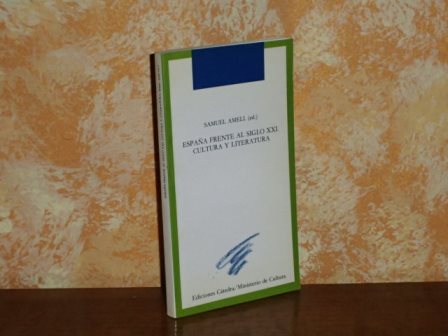 SAMUEL AMELL (ed.)
ESPAÑA FRENTE AL SIGLO XXI.
CULTURA Y LITERATURA
Ediciones Cátedra/Ministerio de Cultura